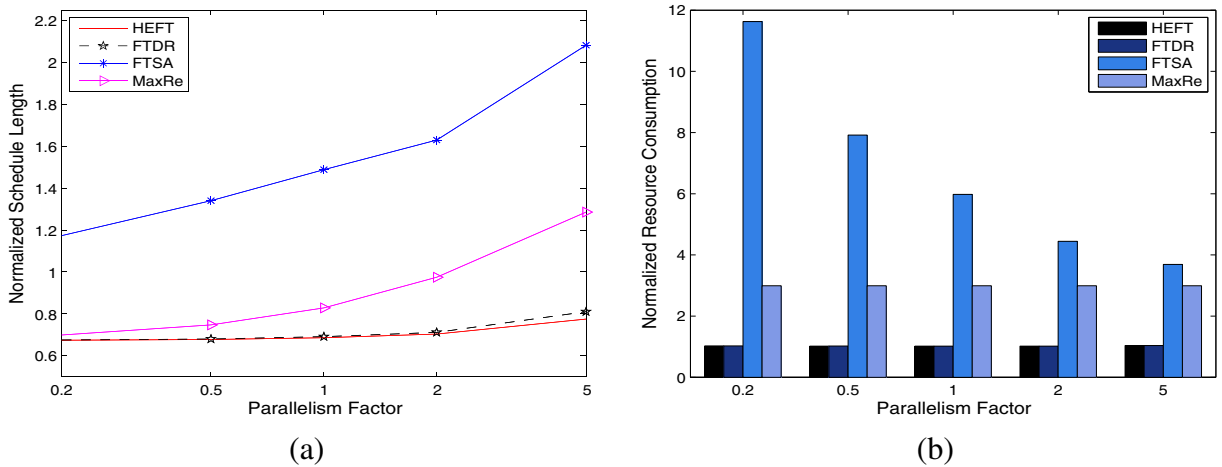 2.2
2
1.8
1.6
1.4
1.2
1
0.8
0.6
Normalized Schedule Length
HEFT
FTDR
FTSA
MaxRe
0.2 0.5 1 2 5
Parallelism Factor
(a)
12
10
8
6
4
2
0
Normalized Resource Consumption
HEFT
FTDR
FTSA
MaxRe
0.2 0.5 1 2 5
Parallelism Factor
(b)